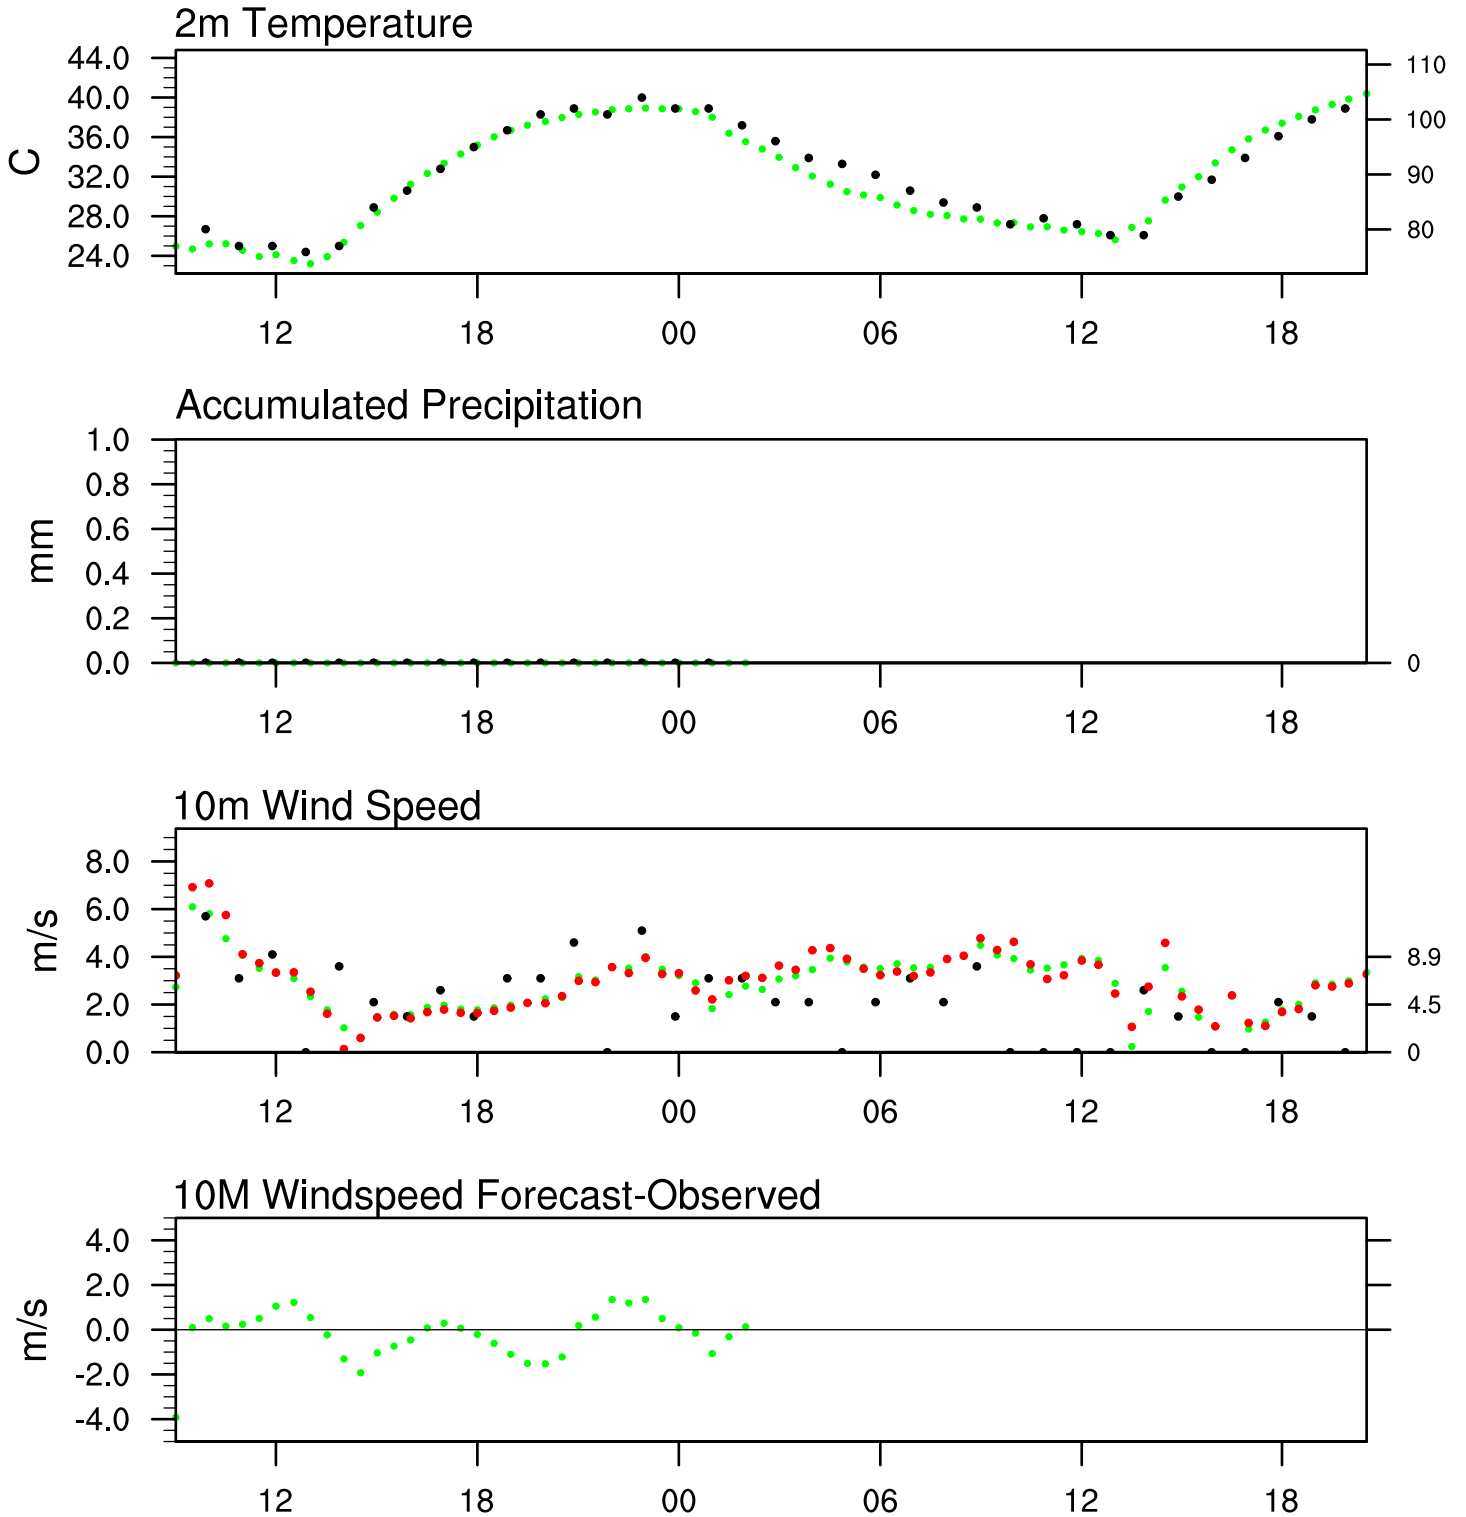 2m Temperature
44.0
40.0
36.0
32.0
28.0
24.0
C
110
100
90
80
12 18 00 06 12 18
Accumulated Precipitation
1.0
0.8
0.6
0.4
0.2
0.0
mm
0
12 18 00 06 12 18
10m Wind Speed
8.0
6.0
4.0
2.0
0.0
m/s
8.9
4.5
0
12 18 00 06 12 18
10M Windspeed Forecast-Observed
4.0
2.0
0.0
-2.0
-4.0
m/s
12 18 00 06 12 18